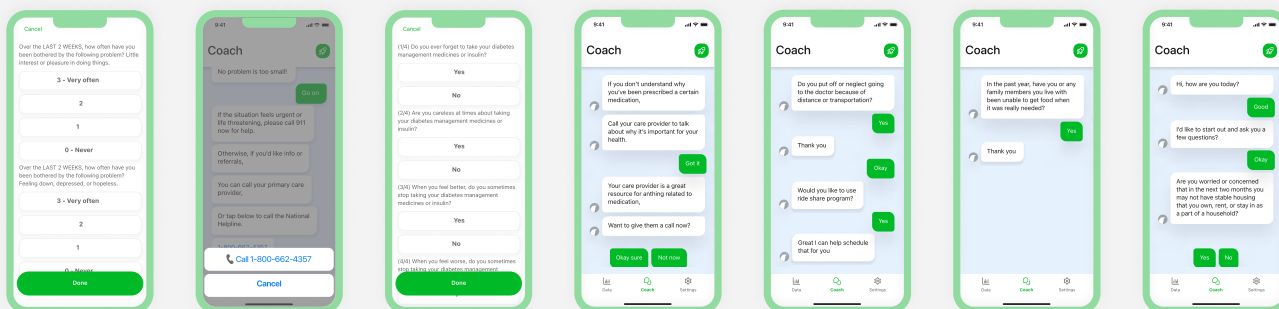 Cancel
Over the LAST 2 WEEKS, how often have you
been bothered by the following problem? Little
interest or pleasure in doing things.
3 - Very often
2
1
0 - Never
Over the LAST 2 WEEKS, how often have you
been bothered by the following problem?
Feeling down, depressed, or hopeless.
3 - Very often
2
1
0 - Never
Done
9:41
Coach
No problem is too small!
Go on
If the situation feels urgent or
life threatening, please call 911
now for help.
Otherwise, if you'd like info or
referrals,
You can call your primary care
provider,
Or tap below to call the National
Helpline.
1-800-662-4357
Call 1-800-662-4357
Cancel
Cancel
(1/4) Do you ever forget to take your diabetes
management medicines or insulin?
Yes
No
(2/4) Are you careless at times about taking
your diabetes management medicines or
insulin?
Yes
No
(3/4) When you feel better, do you sometimes
stop taking your diabetes management
medicines or insulin?
Yes
No
(4/4) When you feel worse, do you sometimes
stop taking your diabetes management
Done
9:41
Coach
If you don't understand why
you've been prescribed a certain
medication,
Call your care provider to talk
about why it's important for your
health.
Got it
Your care provider is a great
resource for anthing related to
medication,
Want to give them a call now?
Okay sure
Not now
Data
Coach
Settings
9:41
Coach
Do you put off or neglect going
to the doctor because of
distance or transportation?
Yes
Thank you
Okay
Would you like to use
ride share program?
Yes
Great I can help schedule
that for you
Data
Coach
Settings
9:41
Coach
In the past year, have you or any
family members you live with
been unable to get food when
it was really needed?
Yes
Thank you
Data
Coach
Settings
9:41
Coach
Hi, how are you today?
Good
I'd like to start out and ask you a
few questions?
Okay
Are you worried or concerned
that in the next two months you
may not have stable housing
that you own, rent, or stay in as
a part of a household?
Yes
No
Data
Coach
Settings